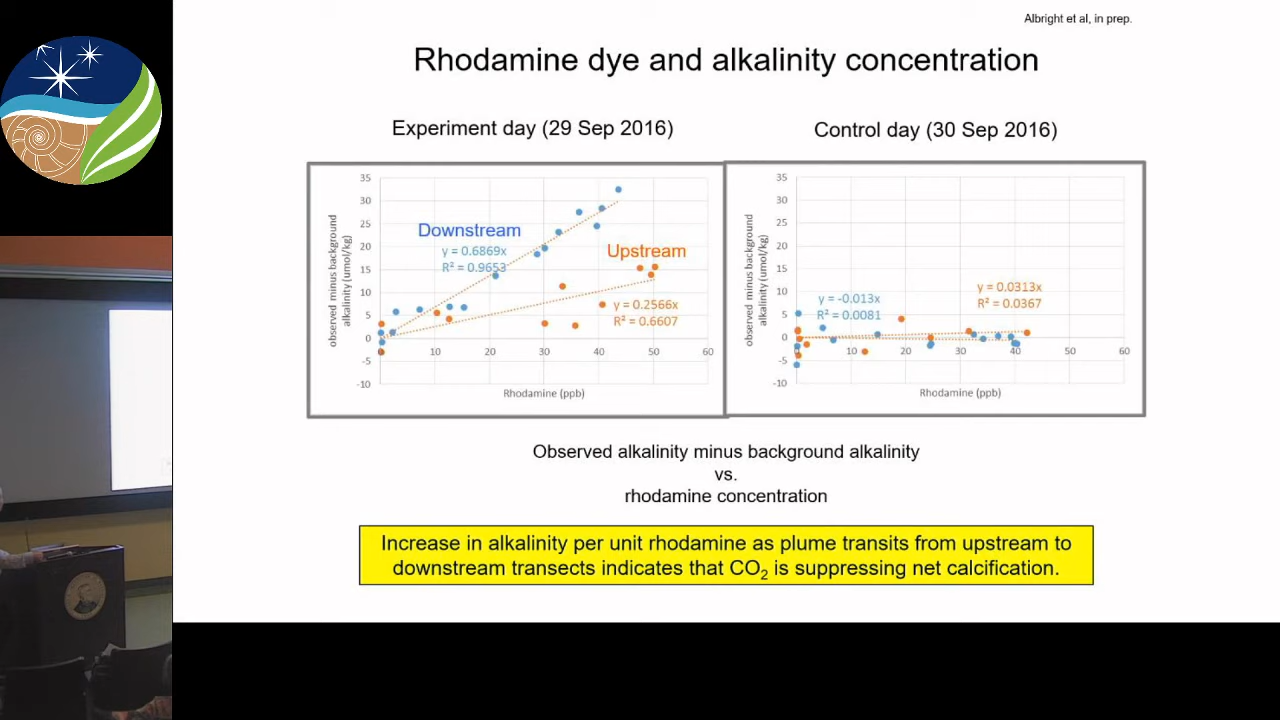 Albright et al, in prep.
Rhodamine dye and alkalinity concentration
Experiment day (29 Sep 2016)
Control day (30 Sep 2016)
35
30
25
20
15
10
5
0
-5
-10
10
20
30
40
50
60
observed minus background
alkalinity (umol/kg)
Rhodamine (ppb)
Downstream
y = 0.6869x
R² = 0.9653
Upstream
y = 0.2566x
R² = 0.6607
35
30
25
20
15
10
5
0
-5
-10
10
20
30
40
50
60
observed minus background
alkalinity (umol/kg)
Rhodamine (ppb)
y = -0.013x
R² = 0.0081
y = 0.0313x
R² = 0.0367
Observed alkalinity minus background alkalinity
vs.
rhodamine concentration
Increase in alkalinity per unit rhodamine as plume transits from upstream to
downstream transects indicates that CO₂ is suppressing net calcification.